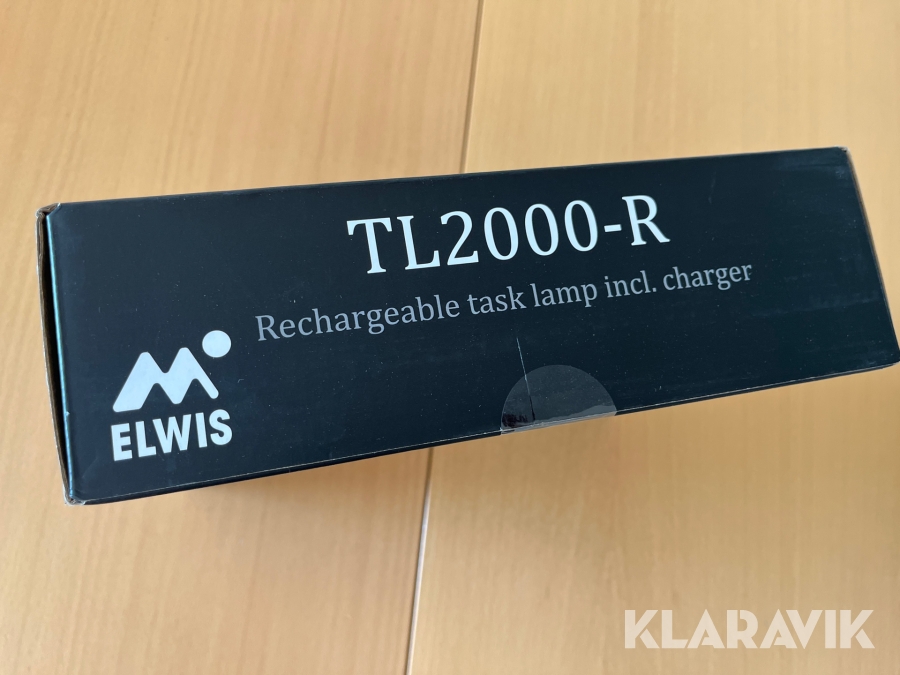 TL2000-R
Rechargeable task lamp incl. charger
ELWIS
KLARAVIK